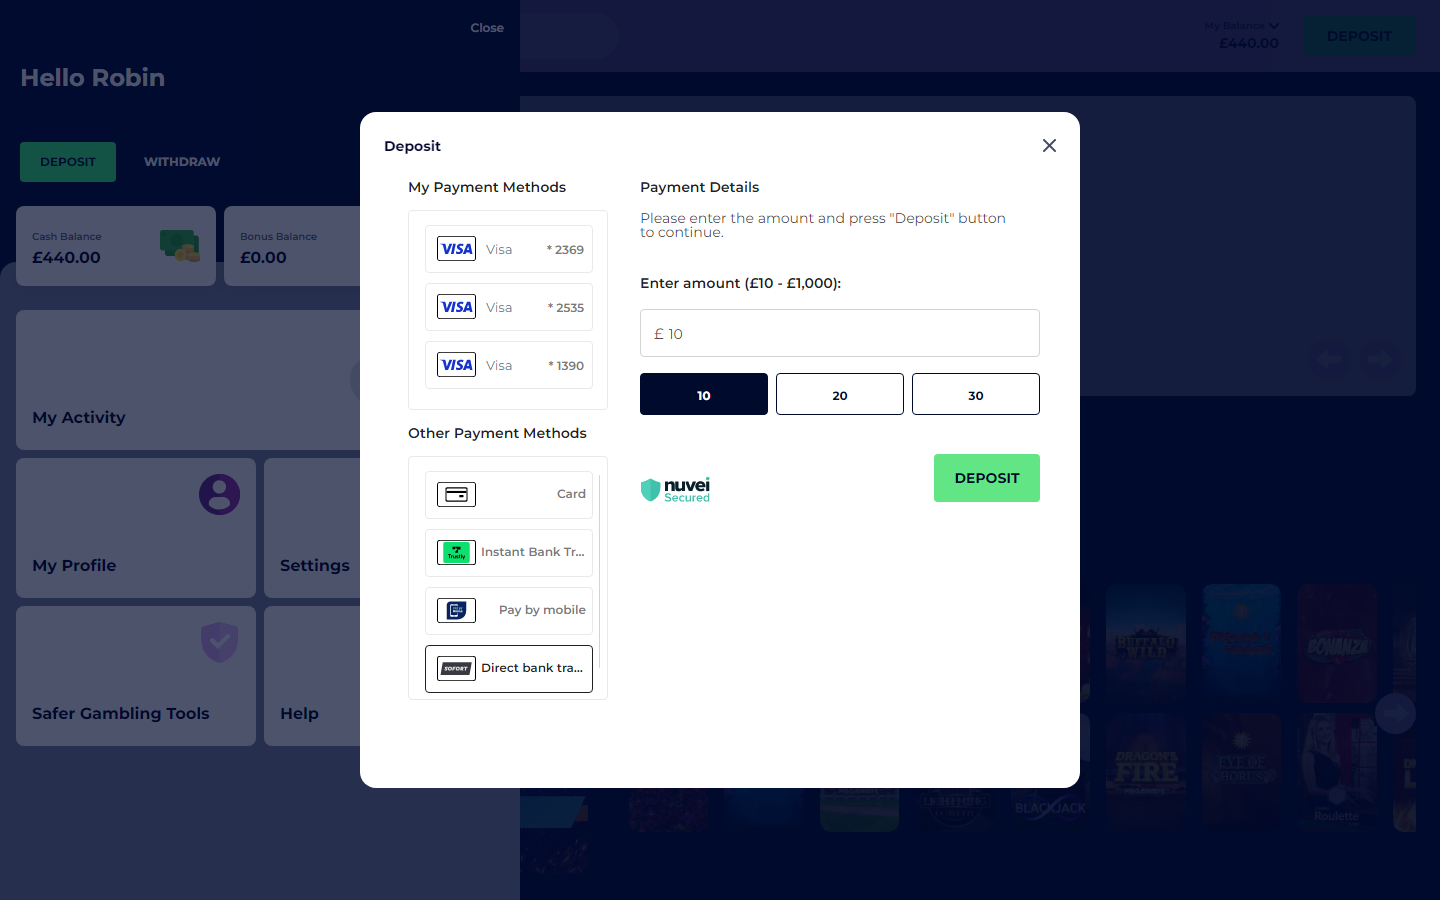 Close
My Balance
£440.00
DEPOSIT
Hello Robin
DEPOSIT
WITHDRAW
Cash Balance
£440.00
Bonus Balance
£0.00
My Activity
My Profile
Settings
Safer Gambling Tools
Help
Deposit
My Payment Methods
VISA Visa * 2369
VISA Visa * 2535
VISA Visa * 1390
Other Payment Methods
Card
Trustly Instant Bank Tr...
Pay by mobile
SOFORT Direct bank tra...
Payment Details
Please enter the amount and press "Deposit" button
to continue.
Enter amount (£10 - £1,000):
£ 10
10
20
30
nuvei
Secured
DEPOSIT
BUFFALO
WILD
BONANZA
DRAGON'S
FIRE
MEGAWAYS
EYE OF
HORUS
Roulette
LIGHTNING
BLACKJACK